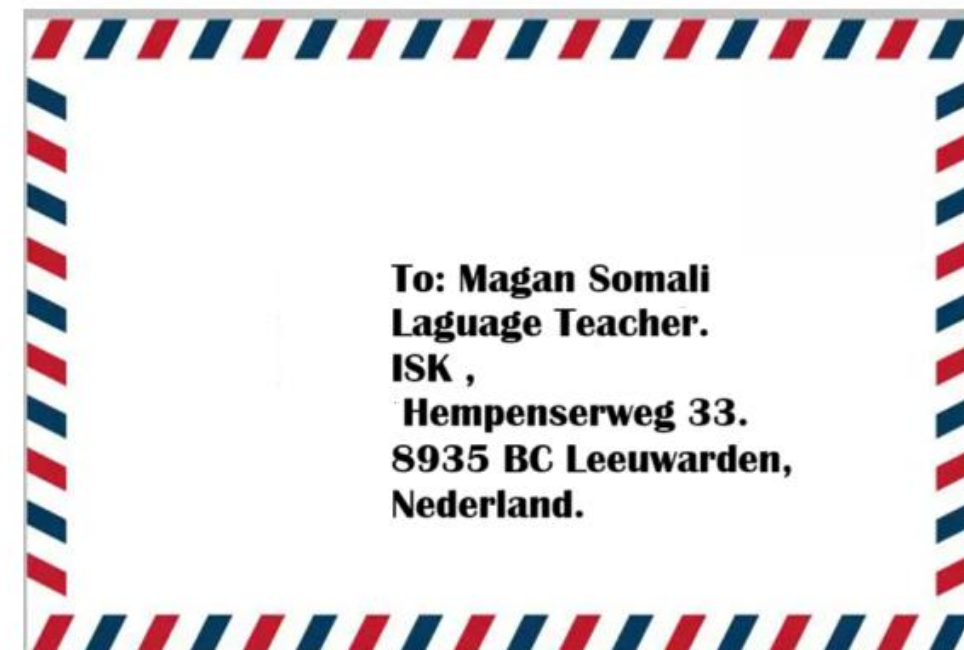 To: Magan Somali
Laguage Teacher.
ISK ,
Hempenserweg 33.
8935 BC Leeuwarden,
Nederland.